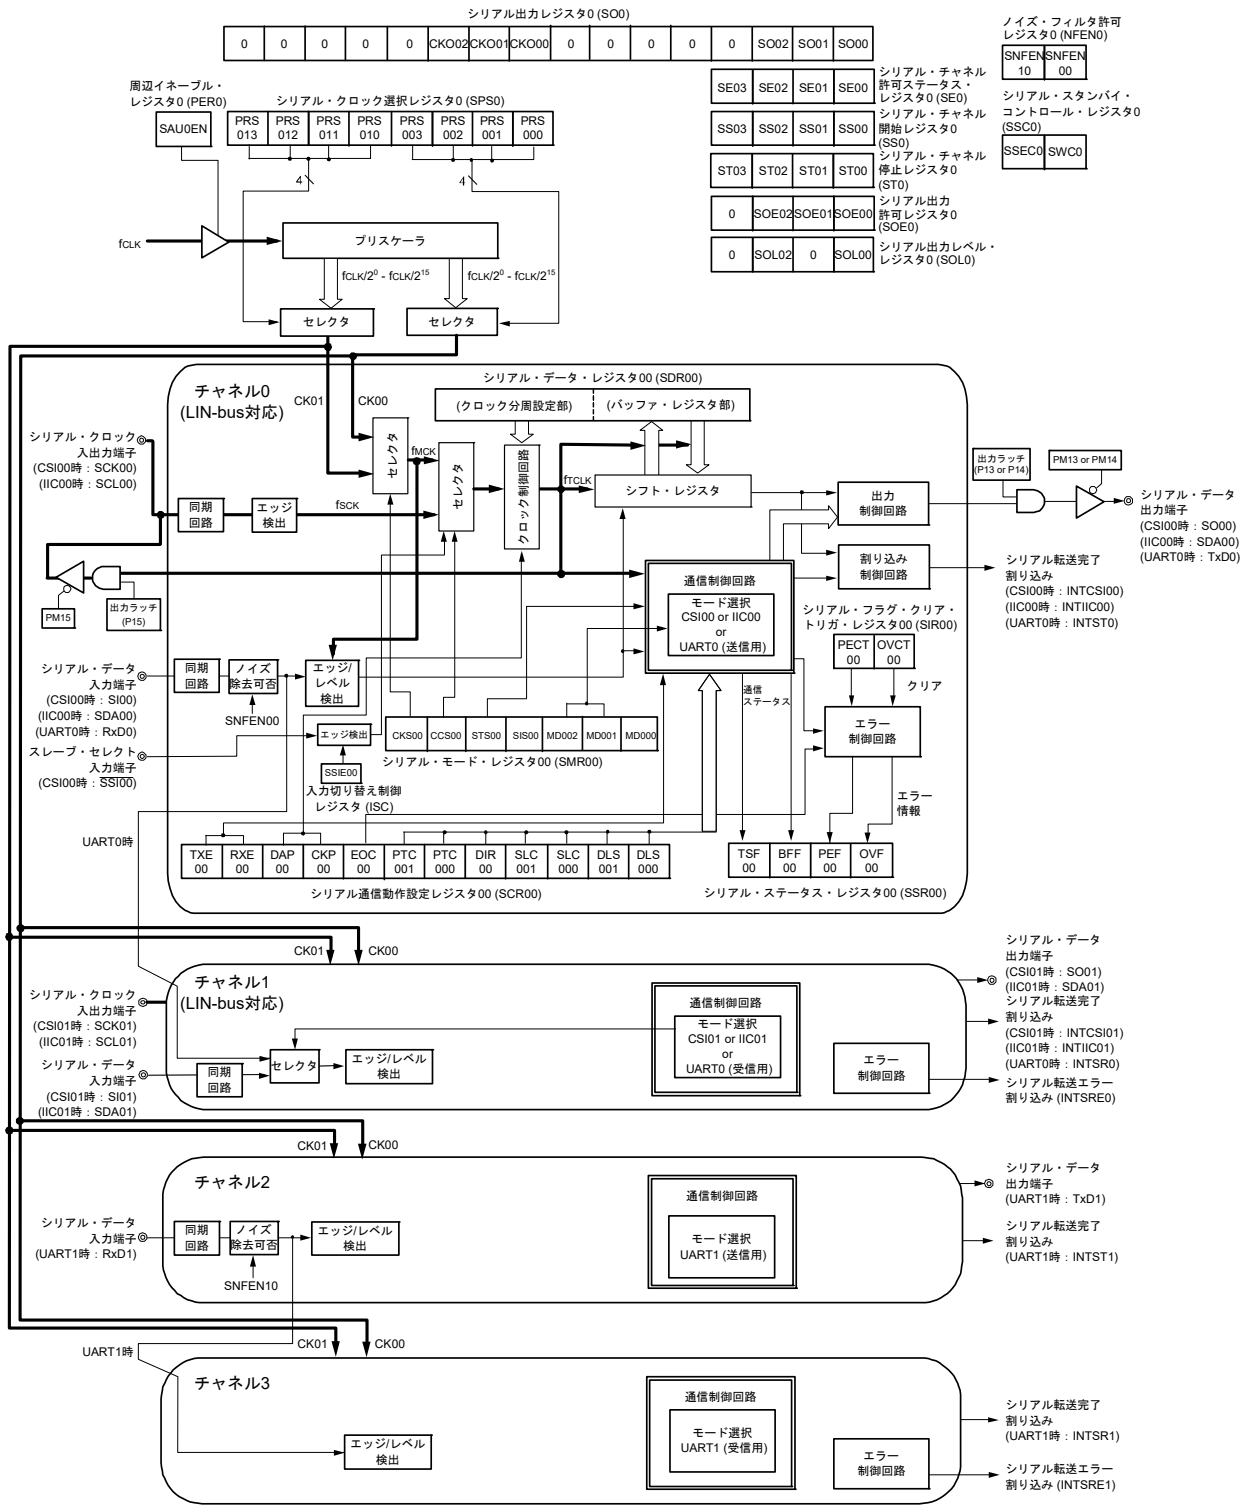 シリアル出力レジスタ0 (SO0)
0 0 0 0 0 CKO02 CKO01 CKO00 0 0 0 0 0 SO02 SO01 SO00
ノイズ・フィルタ許可
レジスタ0 (NFEN0)
SNFEN SNFEN
10 00
周辺イネーブル・
レジスタ0 (PER0)
SAU0EN
シリアル・クロック選択レジスタ0 (SPS0)
PRS PRS PRS PRS PRS PRS PRS PRS
013 012 011 010 003 002 001 000
4 4
SE03 SE02 SE01 SE00
シリアル・チャネル
許可ステータス・
レジスタ0 (SE0)
シリアル・スタンバイ・
コントロール・レジスタ0
(SSC0)
SSEC0 SWC0
SS03 SS02 SS01 SS00
シリアル・チャネル
開始レジスタ0
(SS0)
ST03 ST02 ST01 ST00
シリアル・チャネル
停止レジスタ0
(ST0)
0 SOE02 SOE01 SOE00
シリアル出力
許可レジスタ0
(SOE0)
0 SOL02 0 SOL00
シリアル出力レベル・
レジスタ0 (SOL0)
fCLK
プリスケーラ
fCLK/2⁰ - fCLK/2¹⁵ fCLK/2⁰ - fCLK/2¹⁵
セレクタ セレクタ
チャネル0
(LIN-bus対応)
CK01 CK00
シリアル・データ・レジスタ00 (SDR00)
(クロック分周設定部) (バッファ・レジスタ部)
シリアル・クロック
入出力端子
(CSI00時：SCK00)
(IIC00時：SCL00)
同期
回路
エッジ
検出
fSCK
セレクタ
fMCK
セレクタ
クロック制御回路
fTCLK
シフト・レジスタ
出力
制御回路
出力ラッチ
(P13 or P14)
PM13 or PM14
シリアル・データ
出力端子
(CSI00時：SO00)
(IIC00時：SDA00)
(UART0時：TxD0)
割り込み
制御回路
シリアル転送完了
割り込み
(CSI00時：INTCSI00)
(IIC00時：INTIIC00)
(UART0時：INTST0)
PM15
出力ラッチ
(P15)
通信制御回路
モード選択
CSI00 or IIC00
or
UART0 (送信用)
シリアル・フラグ・クリア・
トリガ・レジスタ00 (SIR00)
PECT OVCT
00 00
クリア
シリアル・データ
入力端子
(CSI00時：SI00)
(IIC00時：SDA00)
(UART0時：RxD0)
同期
回路
ノイズ
除去可否
SNFEN00
エッジ/
レベル
検出
通信
ステータス
エラー
制御回路
スレーブ・セレクト
入力端子
(CSI00時：SSI00)
エッジ検出
SSIE00
入力切り替え制御
レジスタ (ISC)
CKS00 CCS00 STS00 SIS00 MD002 MD001 MD000
シリアル・モード・レジスタ00 (SMR00)
エラー
情報
UART0時
TXE RXE DAP CKP EOC PTC PTC DIR SLC SLC DLS DLS
00 00 00 00 00 001 000 00 001 000 001 000
シリアル通信動作設定レジスタ00 (SCR00)
TSF BFF PEF OVF
00 00 00 00
シリアル・ステータス・レジスタ00 (SSR00)
CK01 CK00
チャネル1
(LIN-bus対応)
シリアル・クロック
入出力端子
(CSI01時：SCK01)
(IIC01時：SCL01)
シリアル・データ
入力端子
(CSI01時：SI01)
(IIC01時：SDA01)
同期
回路
セレクタ
エッジ/レベル
検出
通信制御回路
モード選択
CSI01 or IIC01
or
UART0 (受信用)
エラー
制御回路
シリアル・データ
出力端子
(CSI01時：SO01)
(IIC01時：SDA01)
シリアル転送完了
割り込み
(CSI01時：INTCSI01)
(IIC01時：INTIIC01)
(UART0時：INTSR0)
シリアル転送エラー
割り込み (INTSRE0)
CK01 CK00
チャネル2
シリアル・データ
入力端子
(UART1時：RxD1)
同期
回路
ノイズ
除去可否
SNFEN10
エッジ/レベル
検出
通信制御回路
モード選択
UART1 (送信用)
シリアル・データ
出力端子
(UART1時：TxD1)
シリアル転送完了
割り込み
(UART1時：INTST1)
CK01 CK00
UART1時
チャネル3
エッジ/レベル
検出
通信制御回路
モード選択
UART1 (受信用)
エラー
制御回路
シリアル転送完了
割り込み
(UART1時：INTSR1)
シリアル転送エラー
割り込み (INTSRE1)